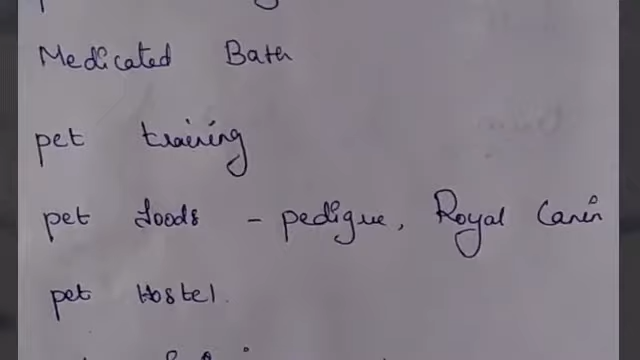 Medicated Bath
pet training
pet foods - pedigue, Royal Canin
pet Hostel.